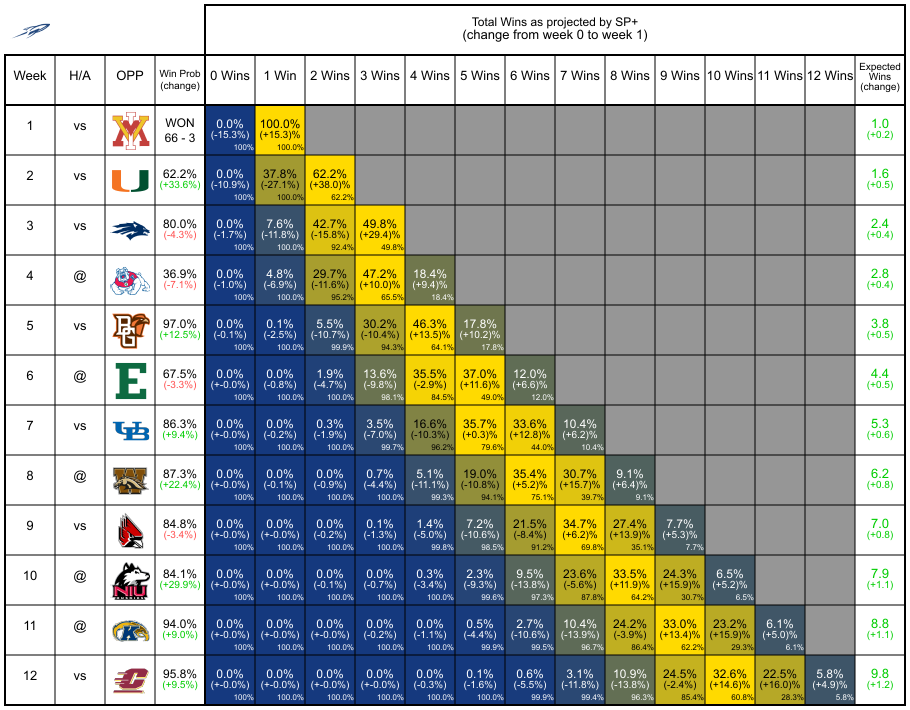 Total Wins as projected by SP+
(change from week 0 to week 1)
Week H/A OPP Win Prob (change) 0 Wins 1 Win 2 Wins 3 Wins 4 Wins 5 Wins 6 Wins 7 Wins 8 Wins 9 Wins 10 Wins 11 Wins 12 Wins Expected Wins (change)
1 vs WON 0.0% 100.0% 1.0
66 - 3 (-15.3%) (+15.3)% (+0.2)
100% 100.0%
2 vs U 62.2% 0.0% 37.8% 62.2% 1.6
(+33.6%) (-10.9%) (-27.1%) (+38.0)% (+0.5)
100% 100.0% 62.2%
3 vs 80.0% 0.0% 7.6% 42.7% 49.8% 2.4
(-4.3%) (-1.7%) (-11.8%) (-15.8%) (+29.4)% (+0.4)
100% 100.0% 92.4% 49.8%
4 @ 36.9% 0.0% 4.8% 29.7% 47.2% 18.4% 2.8
(-7.1%) (-1.0%) (-6.9%) (-11.6%) (+10.0)% (+9.4)% (+0.4)
100% 100.0% 95.2% 65.5% 18.4%
5 vs BG 97.0% 0.0% 0.1% 5.5% 30.2% 46.3% 17.8% 3.8
(+12.5%) (-0.1%) (-2.5%) (-10.7%) (-10.4%) (+13.5)% (+10.2)% (+0.5)
100% 100.0% 99.9% 94.3% 64.1% 17.8%
6 @ E 67.5% 0.0% 0.0% 1.9% 13.6% 35.5% 37.0% 12.0% 4.4
(-3.3%) (+-0.0%) (-0.8%) (-4.7%) (-9.8%) (-2.9%) (+11.6)% (+6.6)% (+0.5)
100% 100.0% 100.0% 98.1% 84.5% 49.0% 12.0%
7 vs UB 86.3% 0.0% 0.0% 0.3% 3.5% 16.6% 35.7% 33.6% 10.4% 5.3
(+9.4%) (+-0.0%) (-0.2%) (-1.9%) (-7.0%) (-10.3%) (+0.3)% (+12.8)% (+6.2)% (+0.6)
100% 100.0% 100.0% 99.7% 96.2% 79.6% 44.0% 10.4%
8 @ W 87.3% 0.0% 0.0% 0.0% 0.7% 5.1% 19.0% 35.4% 30.7% 9.1% 6.2
(+22.4%) (+-0.0%) (-0.1%) (-0.9%) (-4.4%) (-11.1%) (-10.8%) (+5.2)% (+15.7)% (+6.4)% (+0.8)
100% 100.0% 100.0% 100.0% 99.3% 94.1% 75.1% 39.7% 9.1%
9 vs 84.8% 0.0% 0.0% 0.0% 0.1% 1.4% 7.2% 21.5% 34.7% 27.4% 7.7% 7.0
(-3.4%) (+-0.0%) (+-0.0%) (-0.2%) (-1.3%) (-5.0%) (-10.6%) (-8.4%) (+6.2)% (+13.9)% (+5.3)% (+0.8)
100% 100.0% 100.0% 100.0% 99.8% 98.5% 91.2% 69.8% 35.1% 7.7%
10 @ NIU 84.1% 0.0% 0.0% 0.0% 0.0% 0.3% 2.3% 9.5% 23.6% 33.5% 24.3% 6.5% 7.9
(+29.9%) (+-0.0%) (+-0.0%) (-0.1%) (-0.7%) (-3.4%) (-9.3%) (-13.8%) (-5.6%) (+11.9)% (+15.9)% (+5.2)% (+1.1)
100% 100.0% 100.0% 100.0% 100.0% 99.6% 97.3% 87.8% 64.2% 30.7% 6.5%
11 @ K 94.0% 0.0% 0.0% 0.0% 0.0% 0.0% 0.5% 2.7% 10.4% 24.2% 33.0% 23.2% 6.1% 8.8
(+9.0%) (+-0.0%) (+-0.0%) (+-0.0%) (-0.2%) (-1.1%) (-4.4%) (-10.6%) (-13.9%) (-3.9%) (+13.4)% (+15.9)% (+5.0)% (+1.1)
100% 100.0% 100.0% 100.0% 100.0% 99.9% 99.5% 96.7% 86.4% 62.2% 29.3% 6.1%
12 vs C 95.8% 0.0% 0.0% 0.0% 0.0% 0.0% 0.1% 0.6% 3.1% 10.9% 24.5% 32.6% 22.5% 5.8% 9.8
(+9.5%) (+-0.0%) (+-0.0%) (+-0.0%) (+-0.0%) (-0.3%) (-1.6%) (-5.5%) (-11.8%) (-13.8%) (-2.4%) (+14.6)% (+16.0)% (+4.9)% (+1.2)
100% 100.0% 100.0% 100.0% 100.0% 100.0% 99.9% 99.4% 96.3% 85.4% 60.8% 28.3% 5.8%